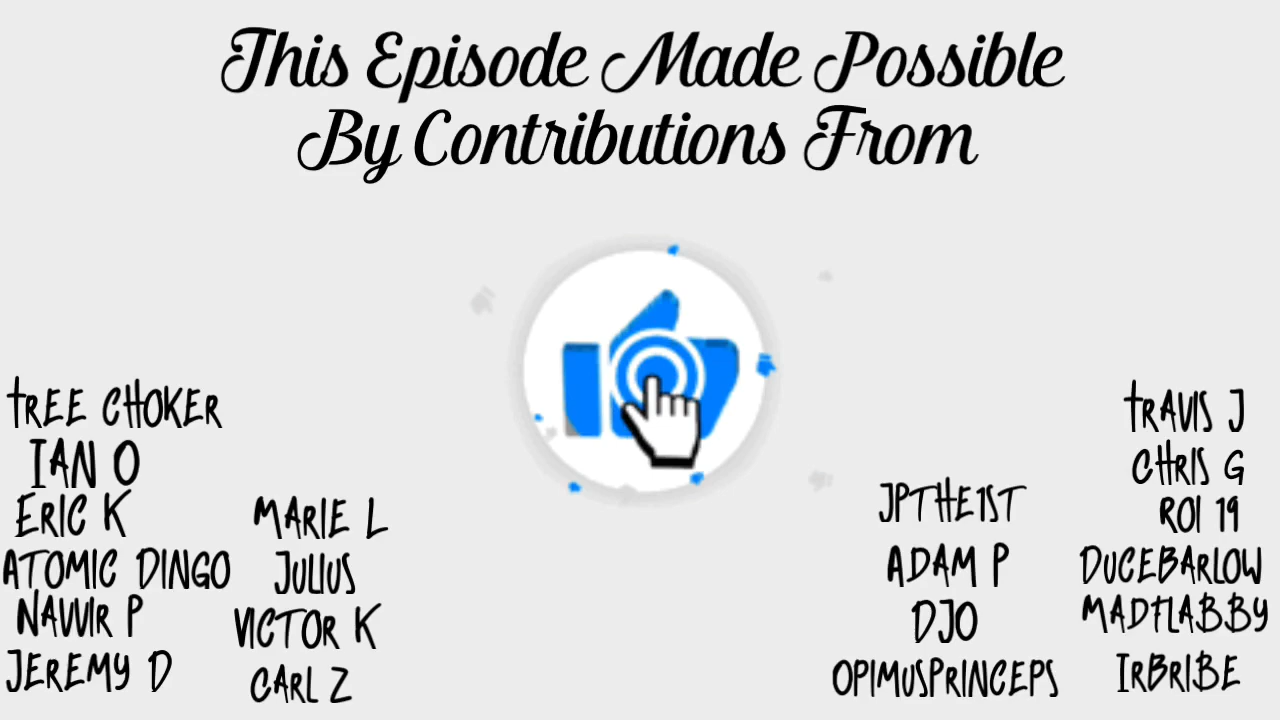 This Episode Made Possible
By Contributions From
TREE CHOKER
IAN O
ERIC K
ATOMIC DINGO
NAVVIR P
JEREMY D
MARIE L
JULIUS
VICTOR K
CARL Z
JPTHE1ST
ADAM P
DJO
OPIMUSPRINCEPS
TRAVIS J
CHRIS G
ROI 19
DUCEBARLOW
MADFLABBY
IRBRIBE